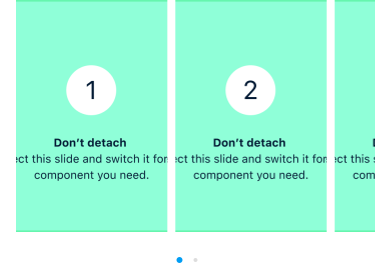 1
Don’t detach
ect this slide and switch it for
component you need.
2
Don’t detach
ect this slide and switch it for
component you need.
ect this s
com